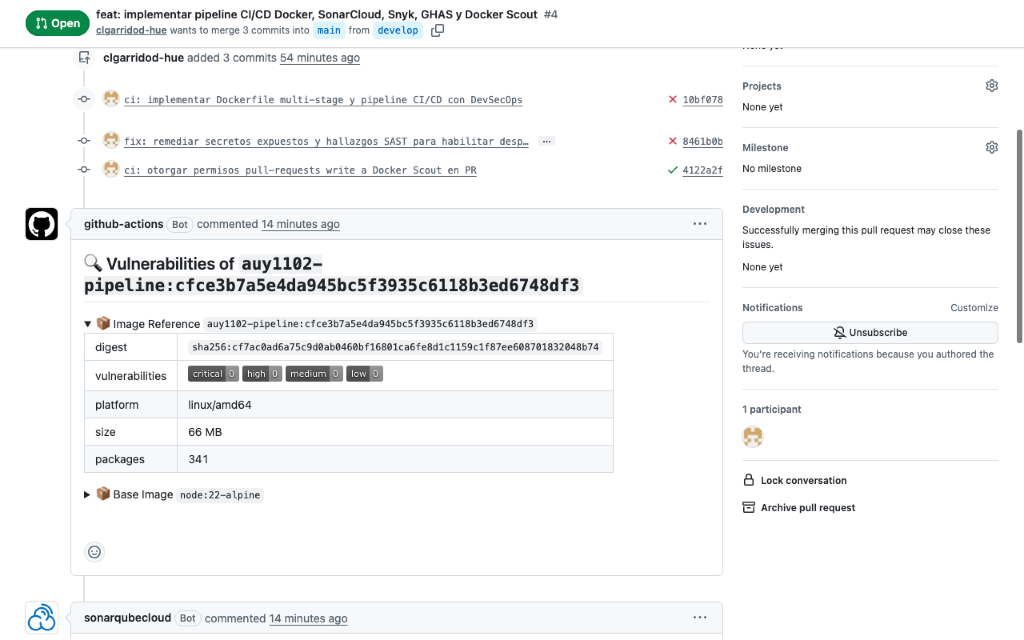 Open
feat: implementar pipeline CI/CD Docker, SonarCloud, Snyk, GHAS y Docker Scout #4
clgarridod-hue wants to merge 3 commits into main from develop
clgarridod-hue added 3 commits 54 minutes ago
ci: implementar Dockerfile multi-stage y pipeline CI/CD con DevSecOps 10bf078
fix: remediar secretos expuestos y hallazgos SAST para habilitar desp… ... 8461b0b
ci: otorgar permisos pull-requests write a Docker Scout en PR 4122a2f
github-actions Bot commented 14 minutes ago
Vulnerabilities of auy1102-
pipeline:cfce3b7a5e4da945bc5f3935c6118b3ed6748df3
Image Reference auy1102-pipeline:cfce3b7a5e4da945bc5f3935c6118b3ed6748df3
digest sha256:cf7ac0ad6a75c9d0ab0460bf16801ca6fe8d1c1159c1f87ee608701832048b74
vulnerabilities critical 0 high 0 medium 0 low 0
platform linux/amd64
size 66 MB
packages 341
Base Image node:22-alpine
sonarqubecloud Bot commented 14 minutes ago
None yet
Projects
None yet
Milestone
No milestone
Development
Successfully merging this pull request may close these
issues.
None yet
Notifications Customize
Unsubscribe
You're receiving notifications because you authored the
thread.
1 participant
Lock conversation
Archive pull request